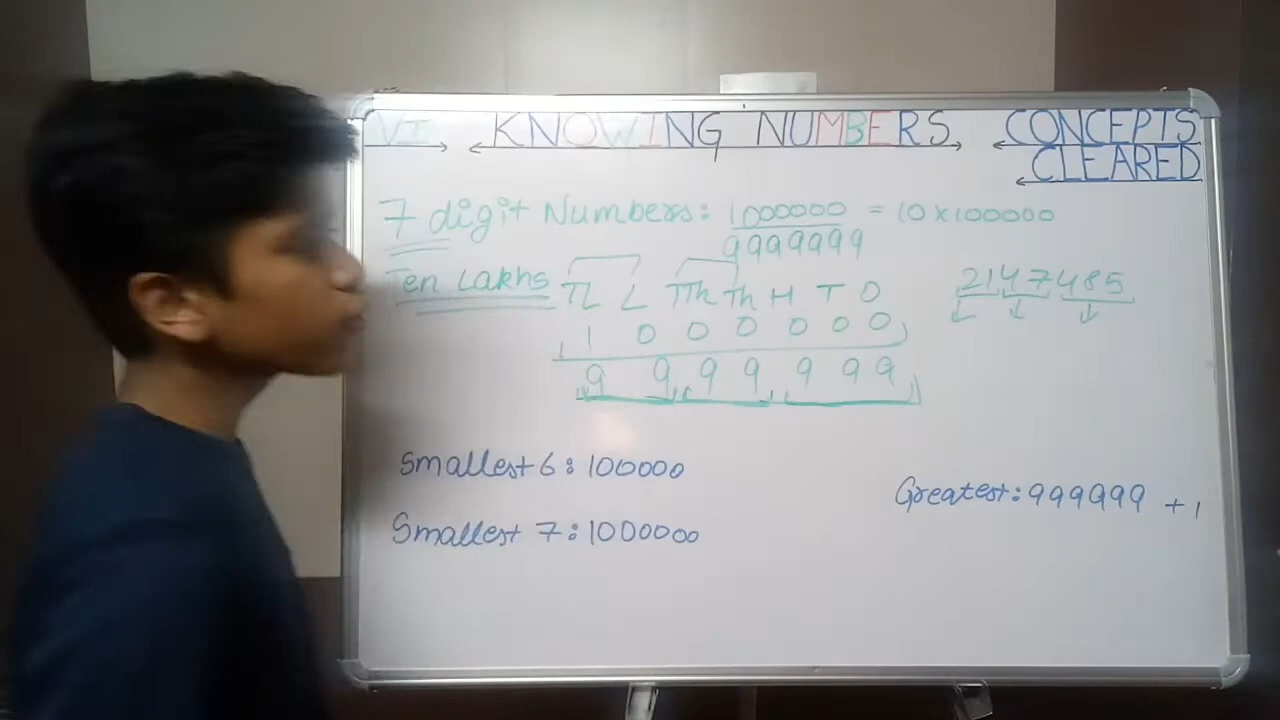 VI KNOWING NUMBERS CONCEPTS
CLEARED
7 digit Numbers: 1000000 = 10 x 100000
9999999
Ten Lakhs TL L TTh Th H T O 2147485
1 0 0 0 0 0 0
9 9 9 9 9 9 9
Smallest 6: 100000
Greatest: 999999 + 1
Smallest 7: 1000000